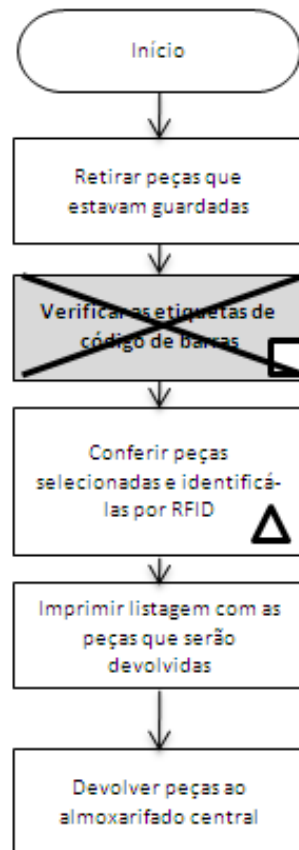 Início
Retirar peças que
estavam guardadas
Verificar as etiquetas de
código de barras
Conferir peças
selecionadas e identificá-
las por RFID
Imprimir listagem com as
peças que serão
devolvidas
Devolver peças ao
almoxarifado central